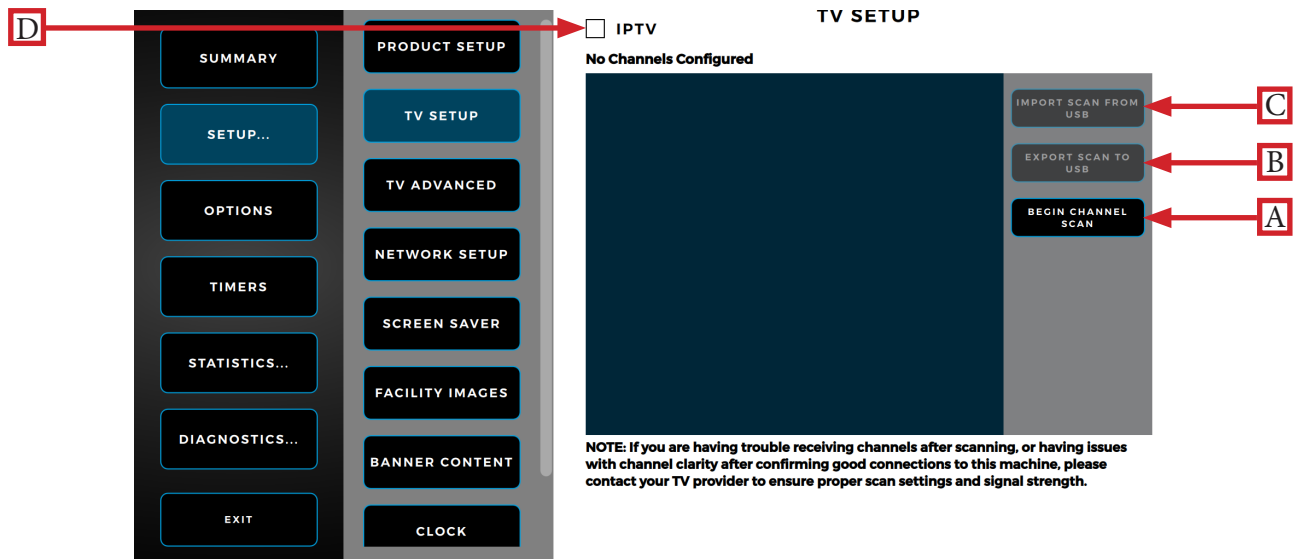 D
SUMMARY
SETUP...
OPTIONS
TIMERS
STATISTICS...
DIAGNOSTICS...
EXIT
PRODUCT SETUP
TV SETUP
TV ADVANCED
NETWORK SETUP
SCREEN SAVER
FACILITY IMAGES
BANNER CONTENT
CLOCK
TV SETUP
IPTV
No Channels Configured
IMPORT SCAN FROM
USB
C
EXPORT SCAN TO
USB
B
BEGIN CHANNEL
SCAN
A
NOTE: If you are having trouble receiving channels after scanning, or having issues
with channel clarity after confirming good connections to this machine, please
contact your TV provider to ensure proper scan settings and signal strength.